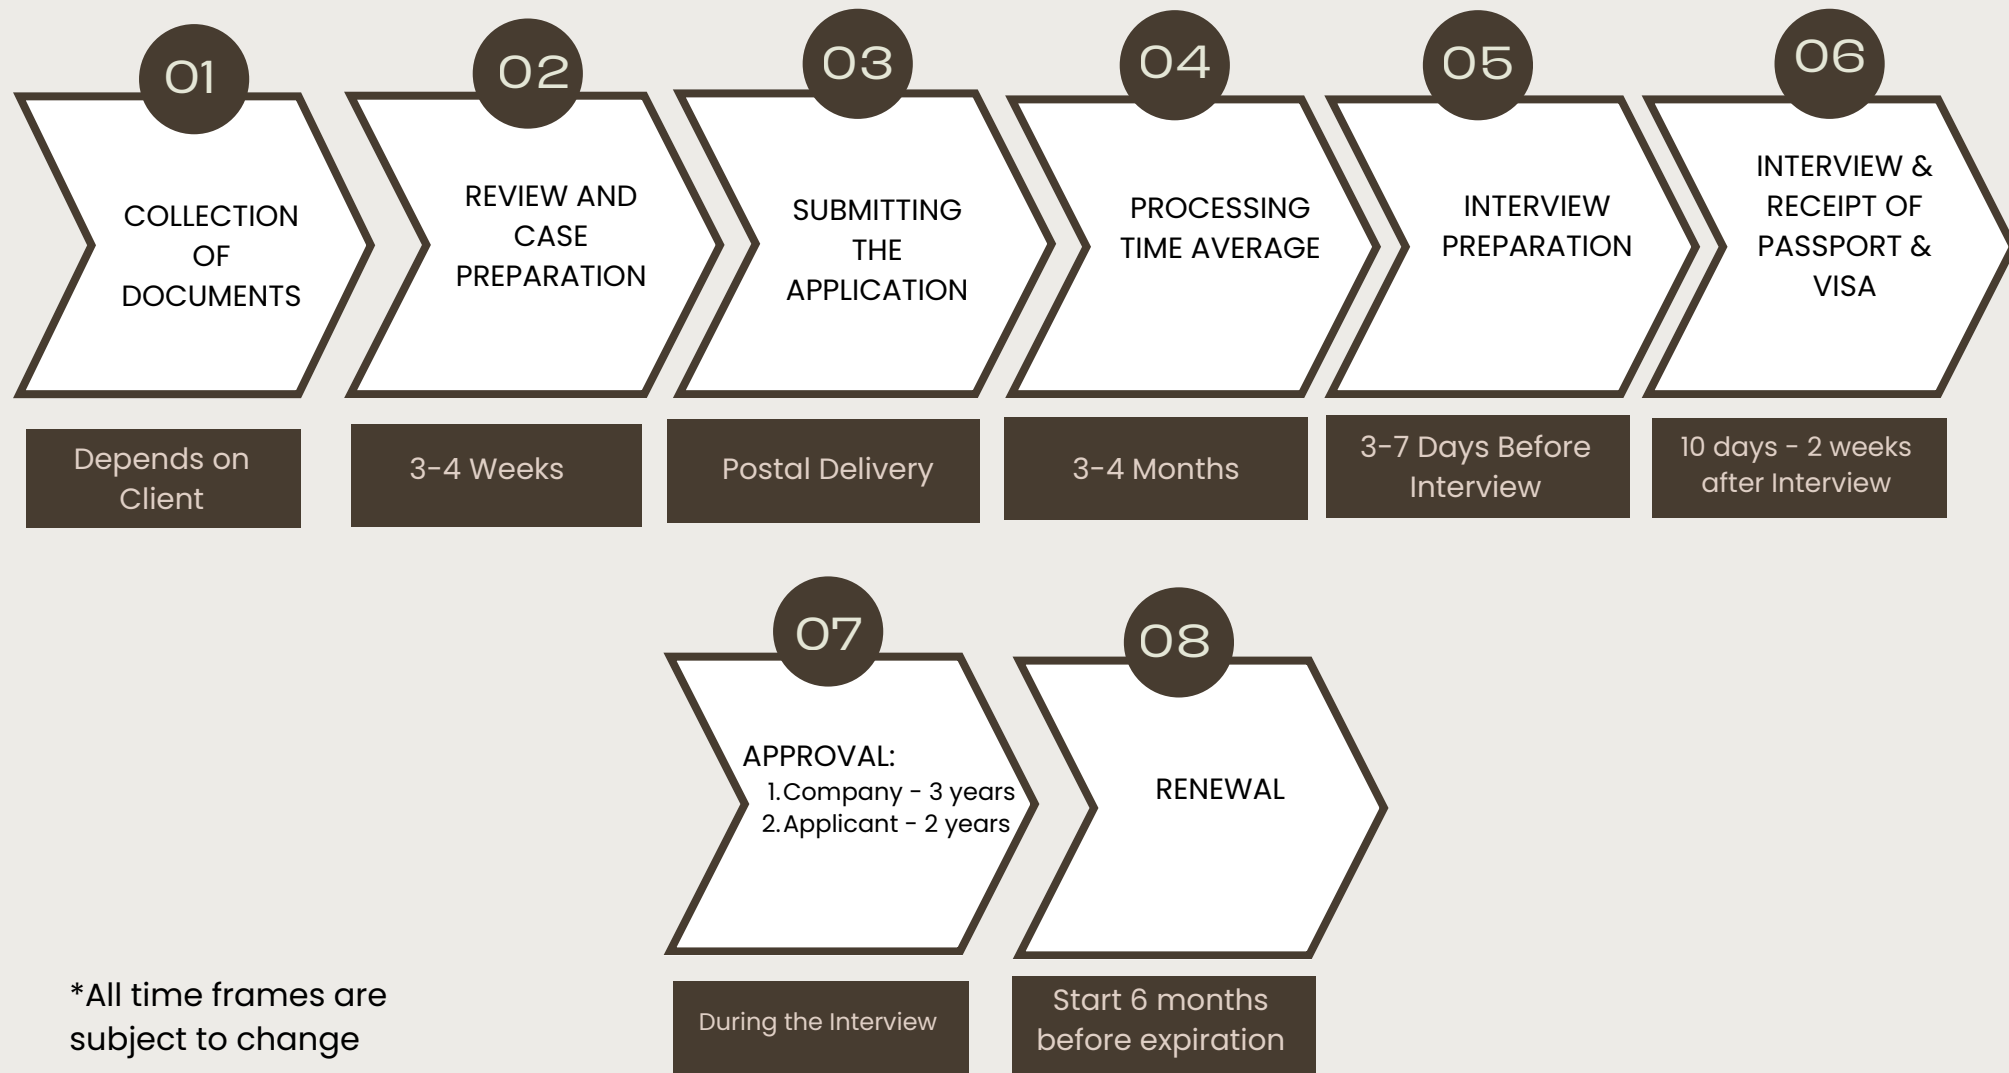 01
COLLECTION
OF
DOCUMENTS
Depends on
Client
02
REVIEW AND
CASE
PREPARATION
3-4 Weeks
03
SUBMITTING
THE
APPLICATION
Postal Delivery
04
PROCESSING
TIME AVERAGE
3-4 Months
05
INTERVIEW
PREPARATION
3-7 Days Before
Interview
06
INTERVIEW &
RECEIPT OF
PASSPORT &
VISA
10 days - 2 weeks
after Interview
07
APPROVAL:
1.Company - 3 years
2.Applicant - 2 years
During the Interview
08
RENEWAL
Start 6 months
before expiration
*All time frames are
subject to change